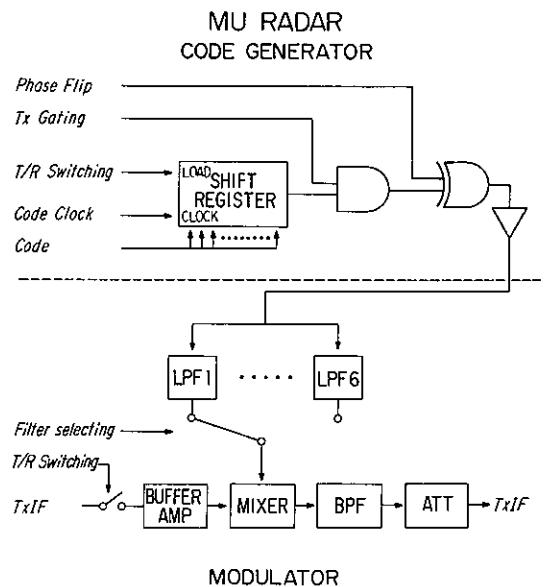 MU RADAR
CODE GENERATOR
Phase Flip
Tx Gating
T/R Switching
LOAD
SHIFT
REGISTER
Code Clock
CLOCK
Code
LPF1
LPF6
Filter selecting
T/R Switching
TxIF
BUFFER
AMP
MIXER
BPF
ATT
TxIF
MODULATOR